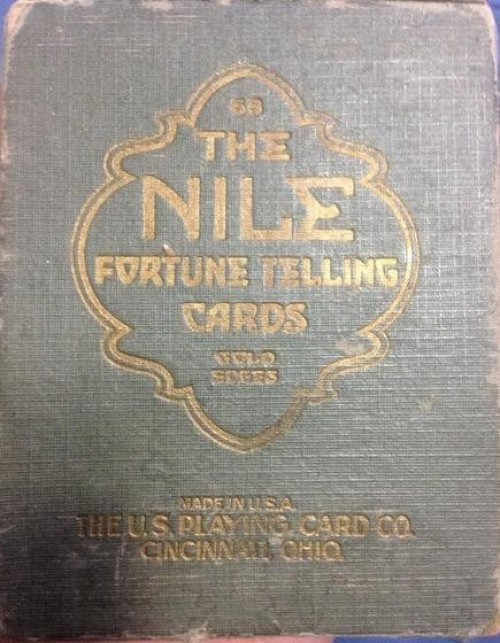 68
THE
NILE
FORTUNE TELLING
CARDS
GOLD
EDGES
MADE IN U.S.A.
THE U.S. PLAYING CARD CO.
CINCINNATI, OHIO